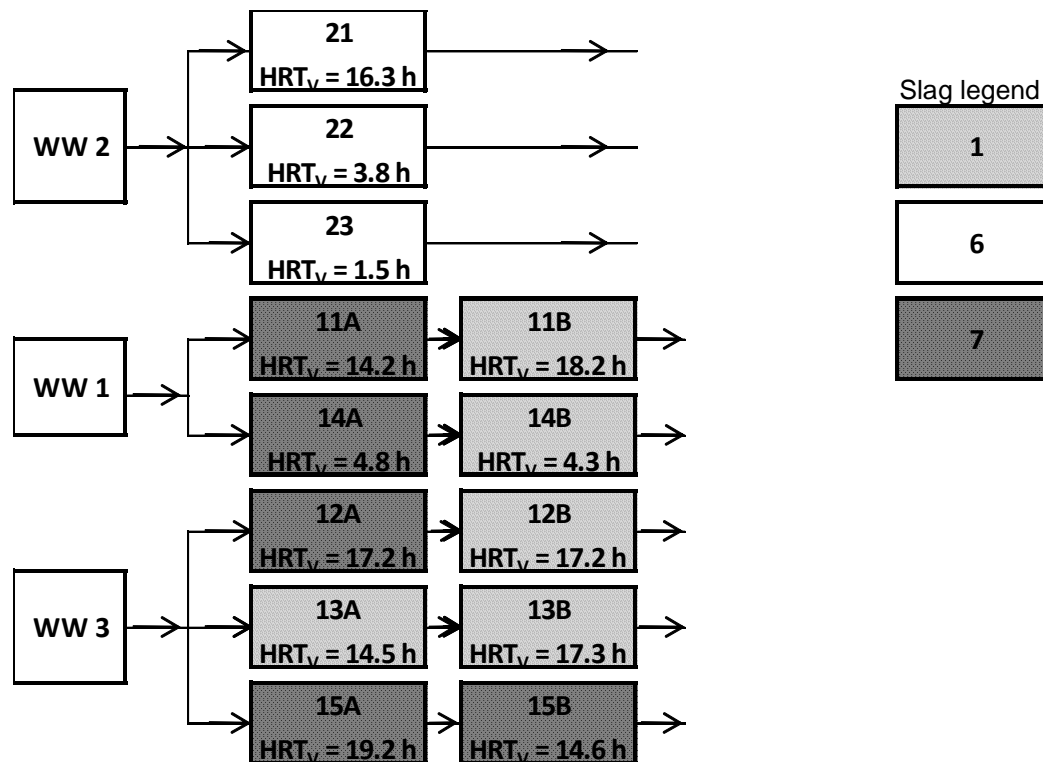 21
HRTV = 16.3 h
WW 2
22
HRTV = 3.8 h
23
HRTV = 1.5 h
Slag legend
1
6
7
WW 1
11A
HRTV = 14.2 h
11B
HRTV = 18.2 h
14A
HRTV = 4.8 h
14B
HRTV = 4.3 h
WW 3
12A
HRTV = 17.2 h
12B
HRTV = 17.2 h
13A
HRTV = 14.5 h
13B
HRTV = 17.3 h
15A
HRTV = 19.2 h
15B
HRTV = 14.6 h